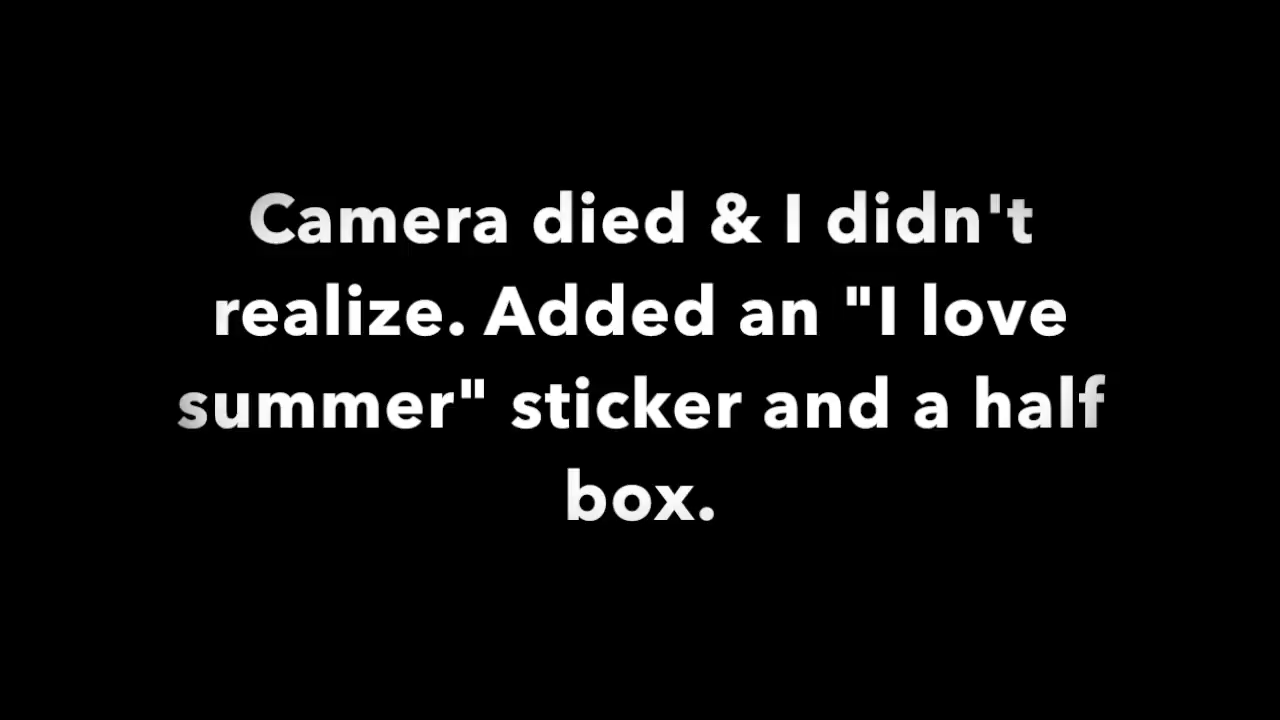 Camera died & I didn't
realize. Added an "I love
summer" sticker and a half
box.